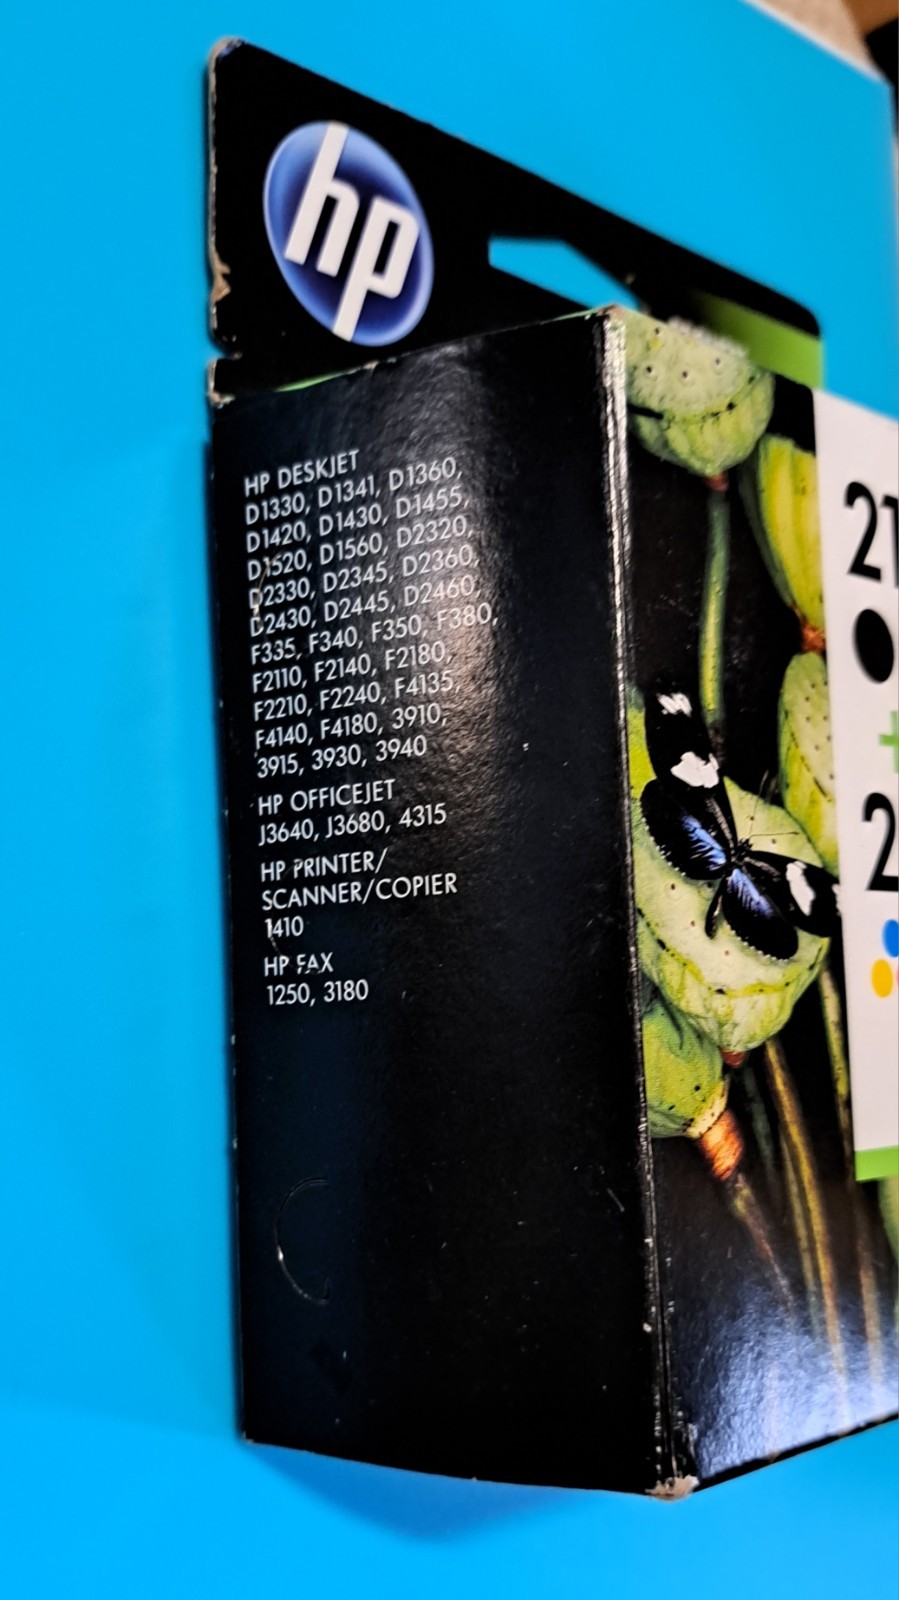 hp
HP DESKJET
D1330, D1341, D1360,
D1420, D1430, D1455,
D1520, D1560, D2320,
D2330, D2345, D2360,
D2430, D2445, D2460,
F335, F340, F350, F380,
F2110, F2140, F2180,
F2210, F2240, F4135,
F4140, F4180, 3910,
3915, 3930, 3940
HP OFFICEJET
J3640, J3680, 4315
HP PRINTER/
SCANNER/COPIER
1410
HP FAX
1250, 3180
21
+
2